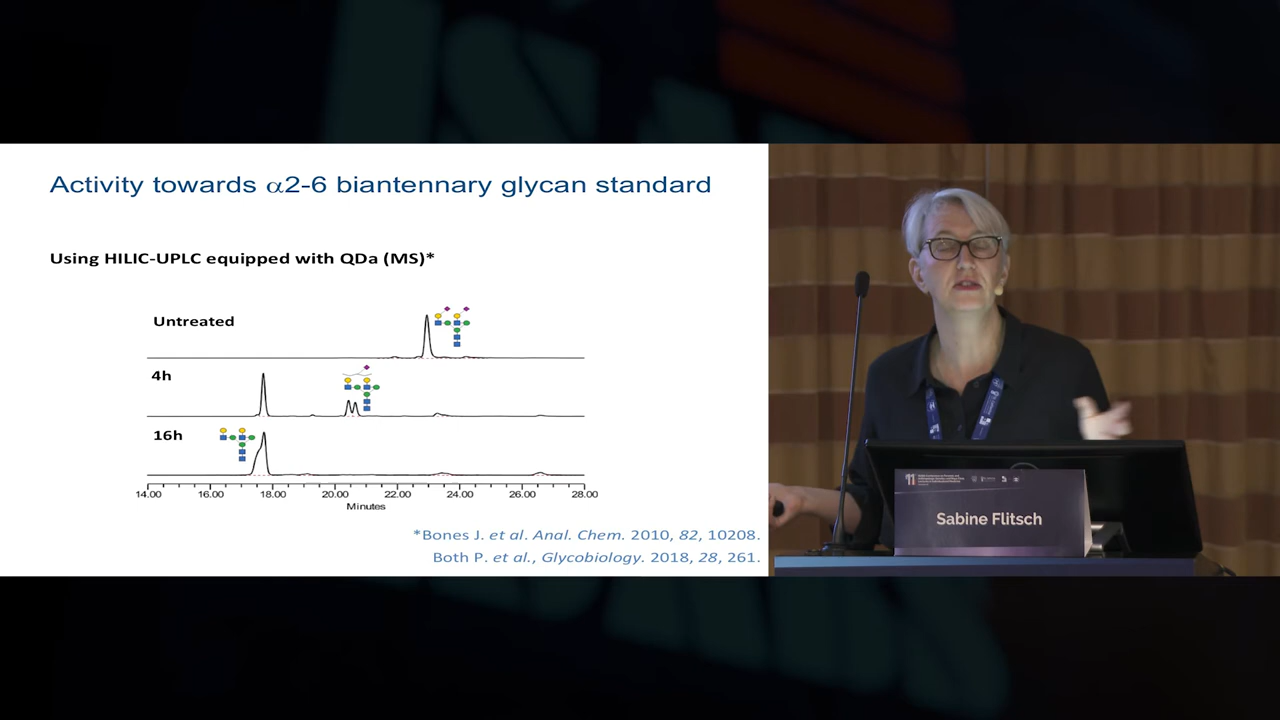 Activity towards α2-6 biantennary glycan standard
Using HILIC-UPLC equipped with QDa (MS)*
Untreated
4h
16h
14.00 16.00 18.00 20.00 22.00 24.00 26.00 28.00
Minutes
*Bones J. et al. Anal. Chem. 2010, 82, 10208.
Both P. et al., Glycobiology. 2018, 28, 261.
11
Sabine Flitsch